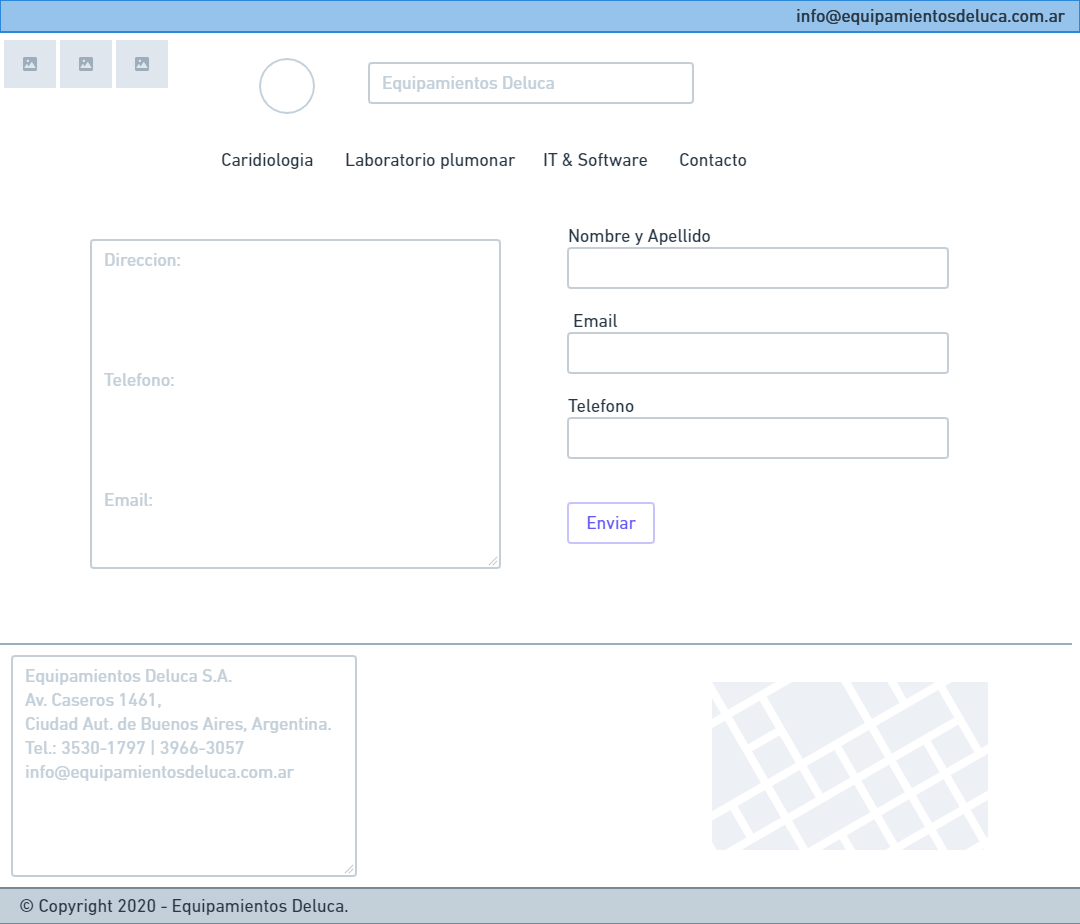 info@equipamientosdeluca.com.ar
Equipamientos Deluca
Caridiologia Laboratorio plumonar IT & Software Contacto
Direccion:
Telefono:
Email:
Nombre y Apellido
Email
Telefono
Enviar
Equipamientos Deluca S.A.
Av. Caseros 1461,
Ciudad Aut. de Buenos Aires, Argentina.
Tel.: 3530-1797 | 3966-3057
info@equipamientosdeluca.com.ar
© Copyright 2020 - Equipamientos Deluca.